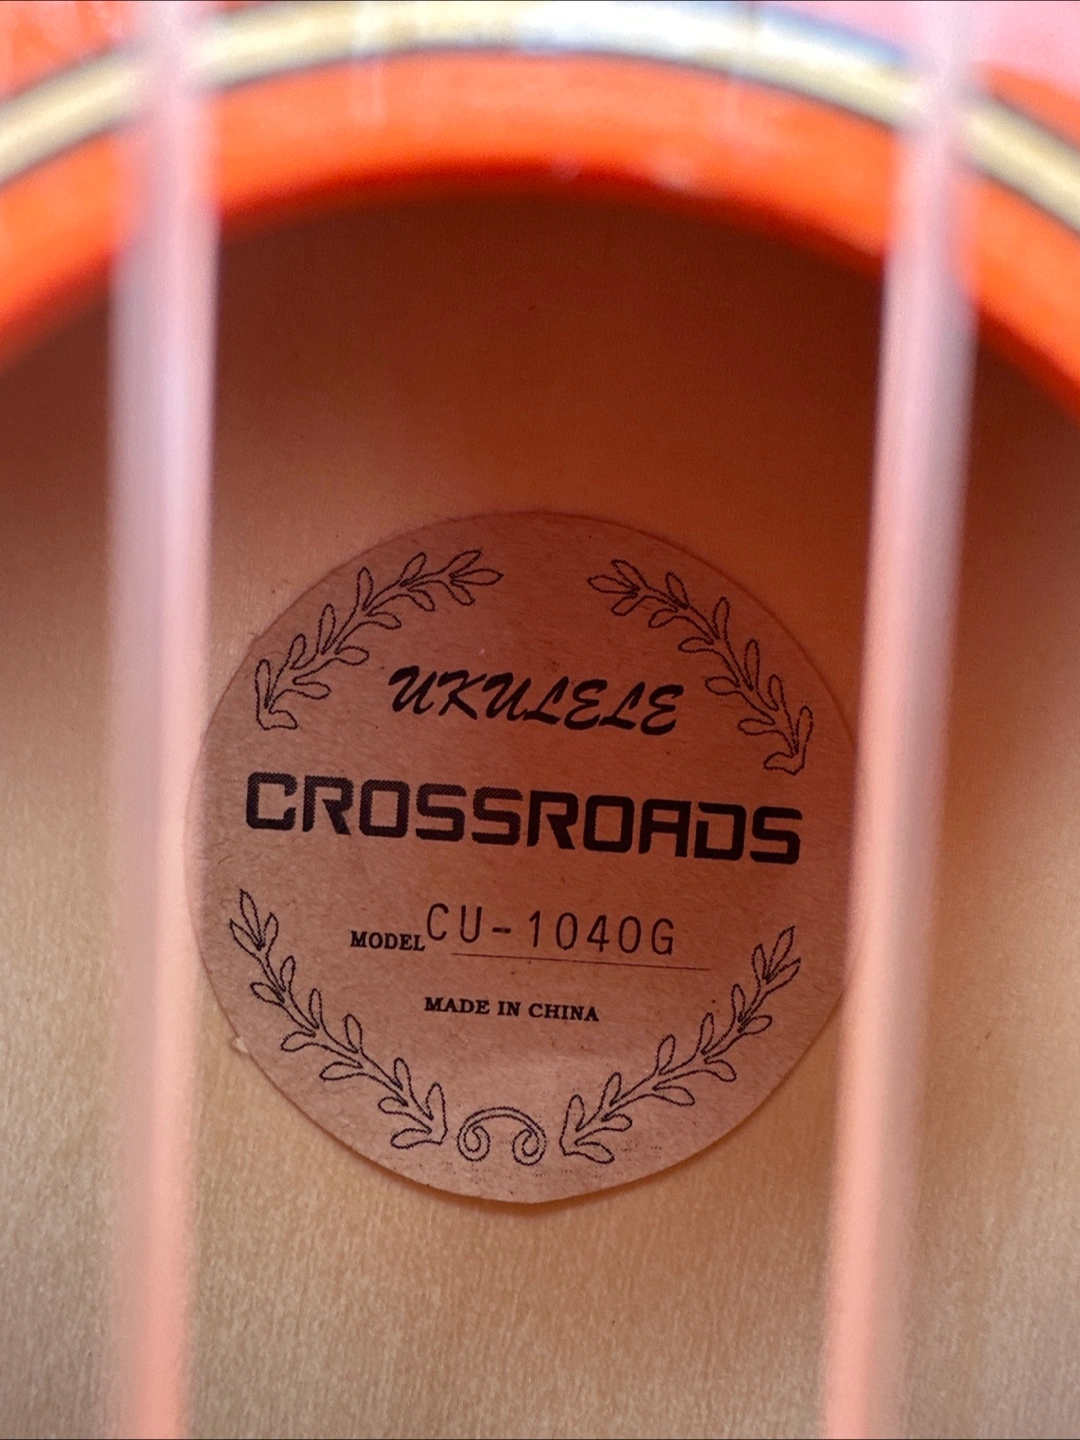 UKULELE
CROSSROADS
MODEL CU-1040G
MADE IN CHINA